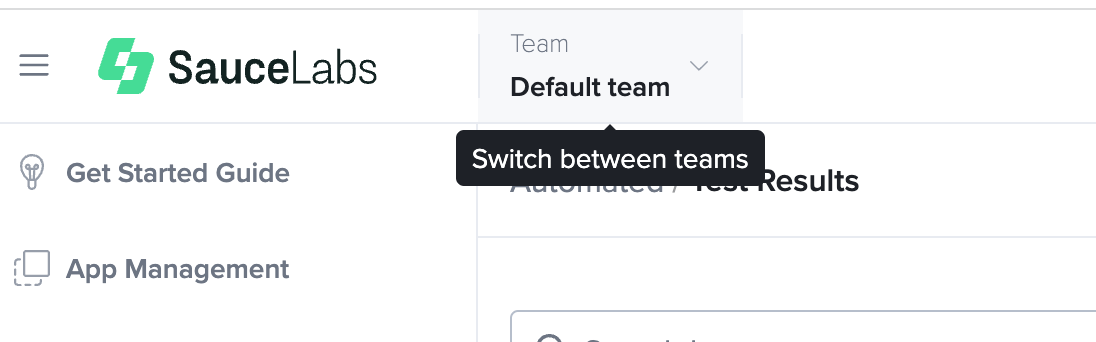 SauceLabs
Team
Default team
Switch between teams
Get Started Guide
Automated / Test Results
App Management